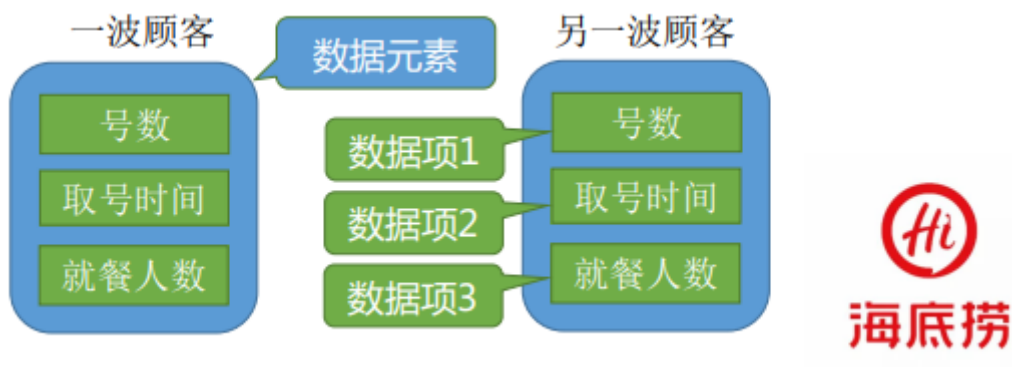 一波顾客
数据元素
另一波顾客
号数
取号时间
就餐人数
数据项1
数据项2
数据项3
号数
取号时间
就餐人数
Hi
海底捞